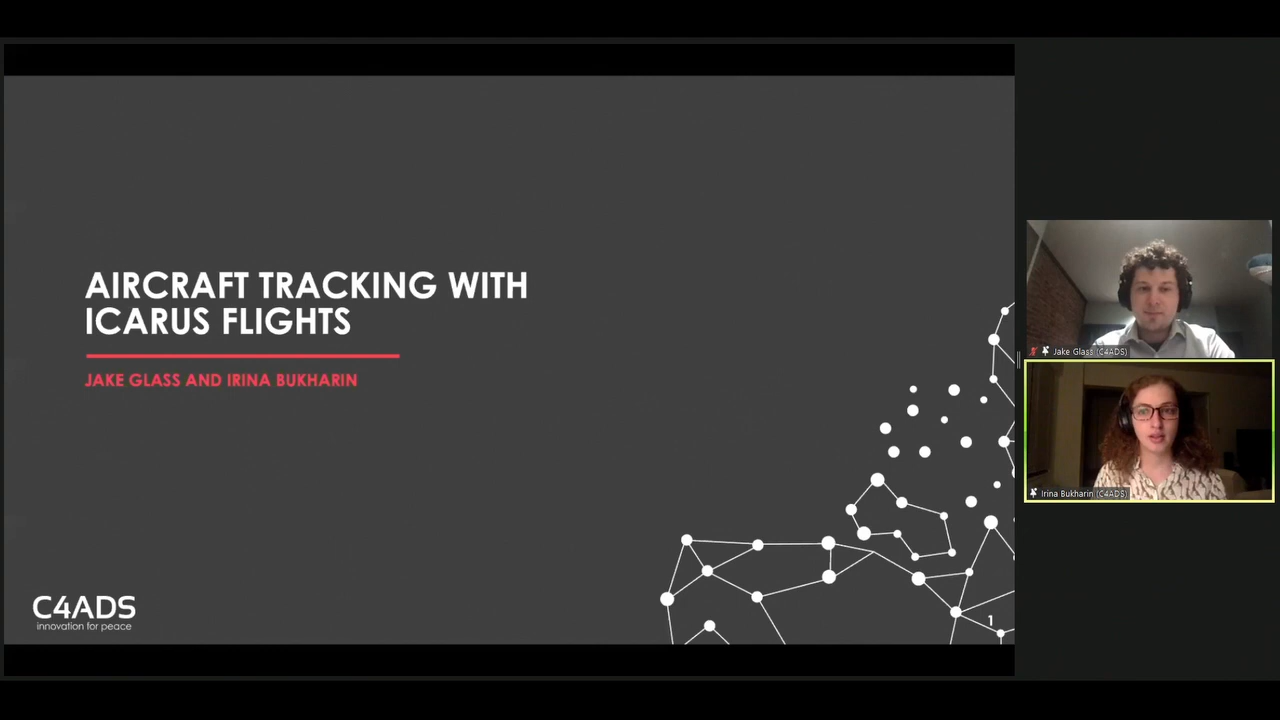 AIRCRAFT TRACKING WITH
ICARUS FLIGHTS
JAKE GLASS AND IRINA BUKHARIN
C4ADS
innovation for peace
1
Jake Glass (C4ADS)
Irina Bukharin (C4ADS)